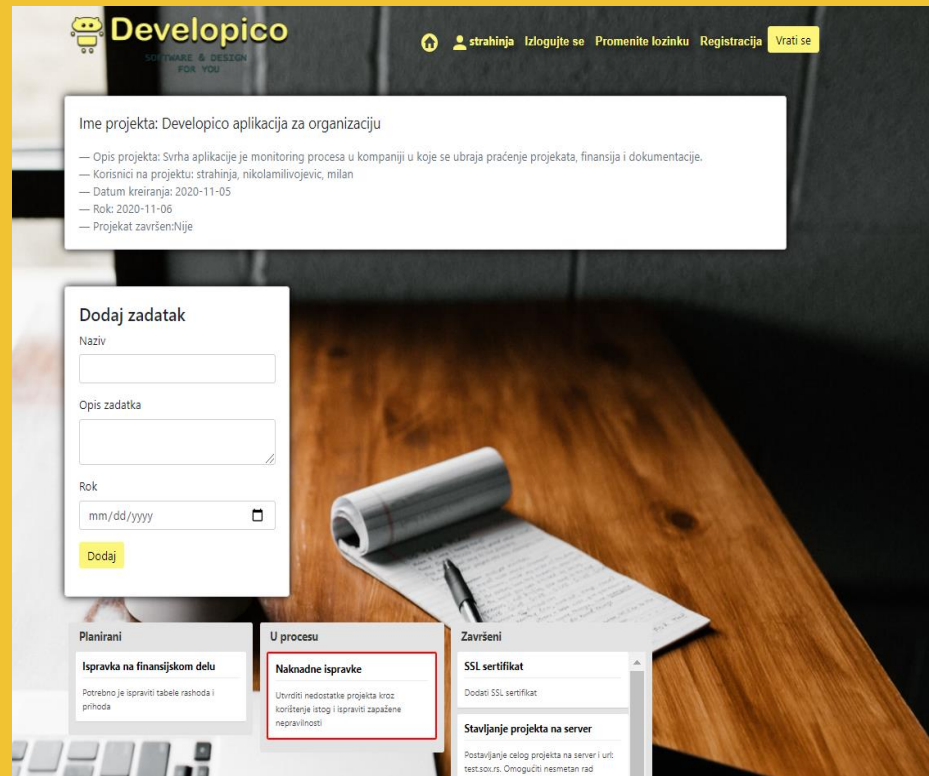 Developico
SOFTWARE & DESIGN
FOR YOU
strahinja Izlogujte se Promenite lozinku Registracija Vrati se
Ime projekta: Developico aplikacija za organizaciju
— Opis projekta: Svrha aplikacije je monitoring procesa u kompaniji u koje se ubraja praćenje projekata, finansija i dokumentacije.
— Korisnici na projektu: strahinja, nikolamilivojevic, milan
— Datum kreiranja: 2020-11-05
— Rok: 2020-11-06
— Projekat završen:Nije
Dodaj zadatak
Naziv
Opis zadatka
Rok
mm/dd/yyyy
Dodaj
Planirani
Ispravka na finansijskom delu
Potrebno je ispraviti tabele rashoda i
prihoda
U procesu
Naknadne ispravke
Utvrditi nedostatke projekta kroz
korištenje istog i ispraviti zapažene
nepravilnosti
Završeni
SSL sertifikat
Dodati SSL sertifikat
Stavljanje projekta na server
Postavljanje celog projekta na server i url:
test.sox.rs. Omogućiti nesmetan rad